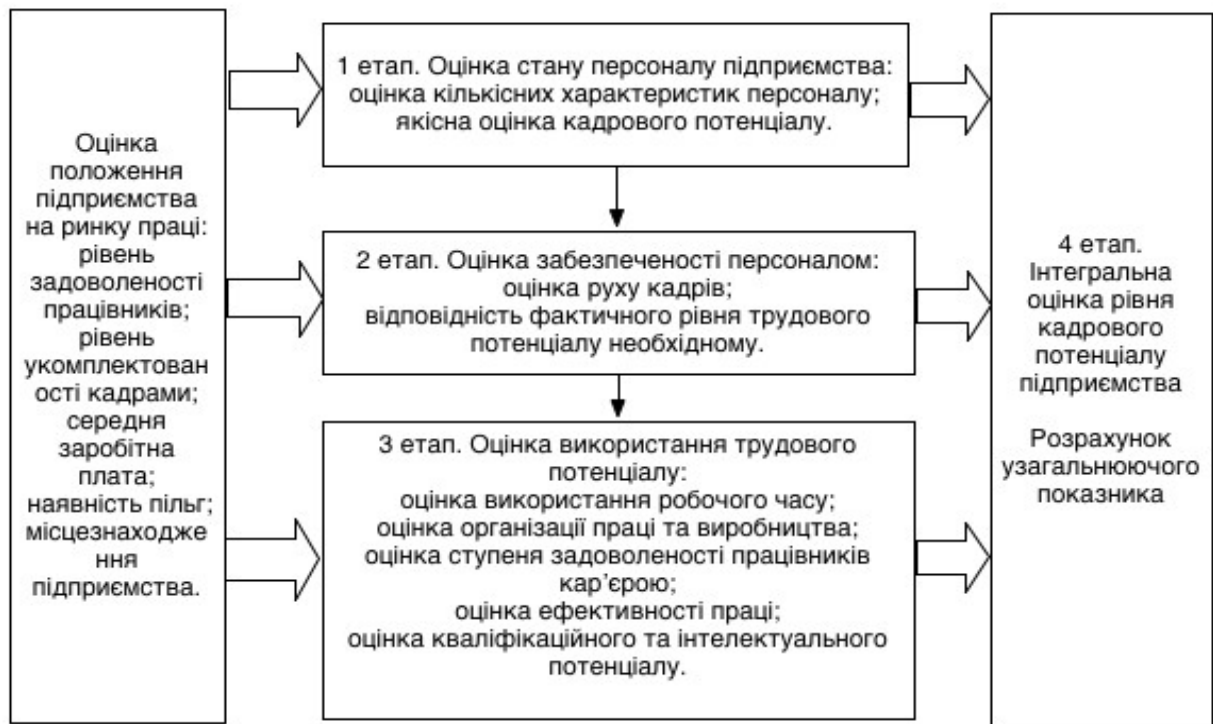 Оцінка
положення
підприємства
на ринку праці:
рівень
задоволеності
працівників;
рівень
укомплектован
ості кадрами;
середня
заробітна
плата;
наявність пільг;
місцезнаходже
ння
підприємства.
1 етап. Оцінка стану персоналу підприємства:
оцінка кількісних характеристик персоналу;
якісна оцінка кадрового потенціалу.
2 етап. Оцінка забезпеченості персоналом:
оцінка руху кадрів;
відповідність фактичного рівня трудового
потенціалу необхідному.
3 етап. Оцінка використання трудового
потенціалу:
оцінка використання робочого часу;
оцінка організації праці та виробництва;
оцінка ступеня задоволеності працівників
кар’єрою;
оцінка ефективності праці;
оцінка кваліфікаційного та інтелектуального
потенціалу.
4 етап.
Інтегральна
оцінка рівня
кадрового
потенціалу
підприємства
Розрахунок
узагальнюючого
показника